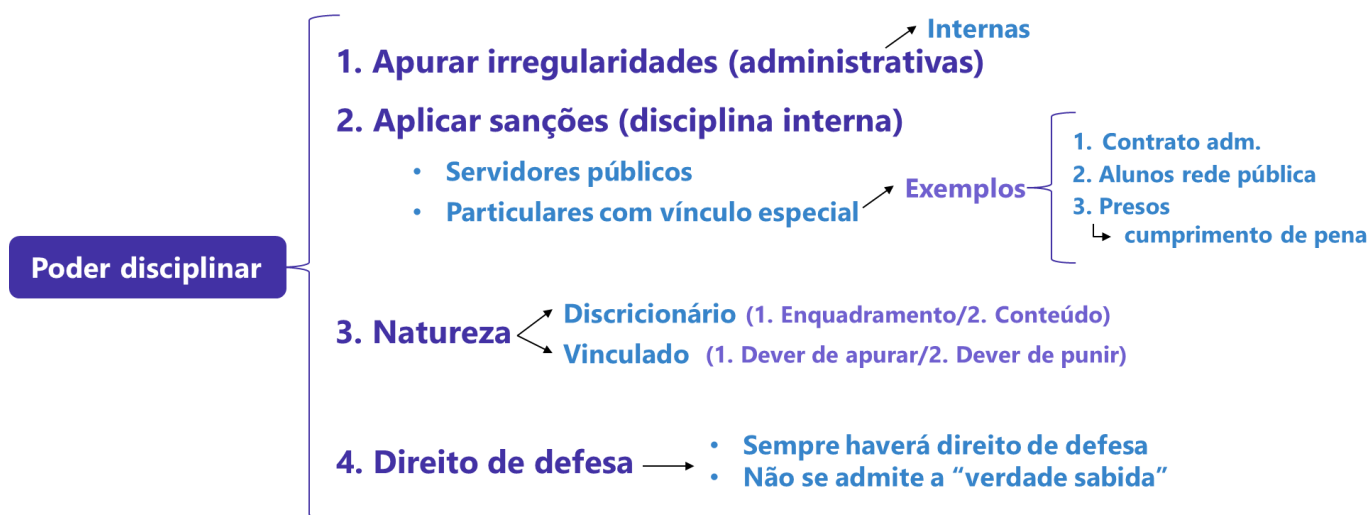 Poder disciplinar
Internas
1. Apurar irregularidades (administrativas)
2. Aplicar sanções (disciplina interna)
• Servidores públicos
• Particulares com vínculo especial
Exemplos
1. Contrato adm.
2. Alunos rede pública
3. Presos
cumprimento de pena
3. Natureza
Discricionário (1. Enquadramento/2. Conteúdo)
Vinculado (1. Dever de apurar/2. Dever de punir)
4. Direito de defesa
• Sempre haverá direito de defesa
• Não se admite a “verdade sabida”